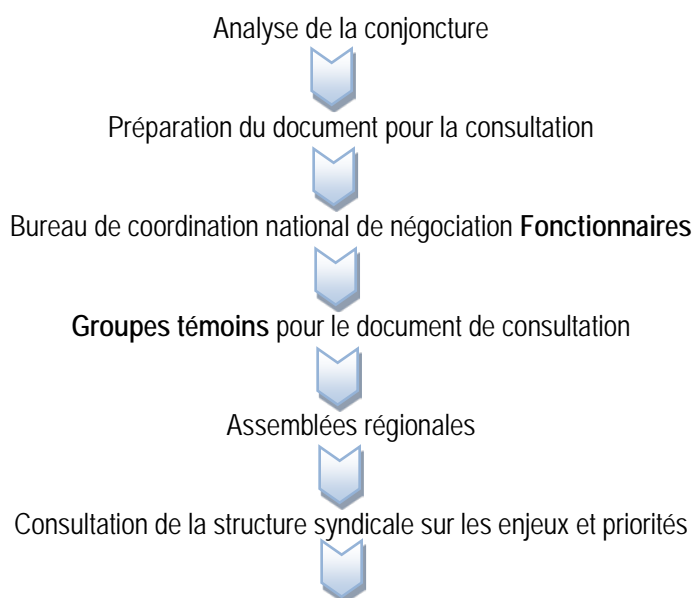 Analyse de la conjoncture
Préparation du document pour la consultation
Bureau de coordination national de négociation Fonctionnaires
Groupes témoins pour le document de consultation
Assemblées régionales
Consultation de la structure syndicale sur les enjeux et priorités